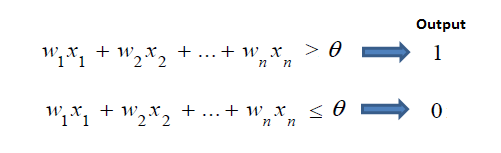 Output
w₁x₁ + w₂x₂ + ... + wₙxₙ > θ 1
w₁x₁ + w₂x₂ + ... + wₙxₙ ≤ θ 0